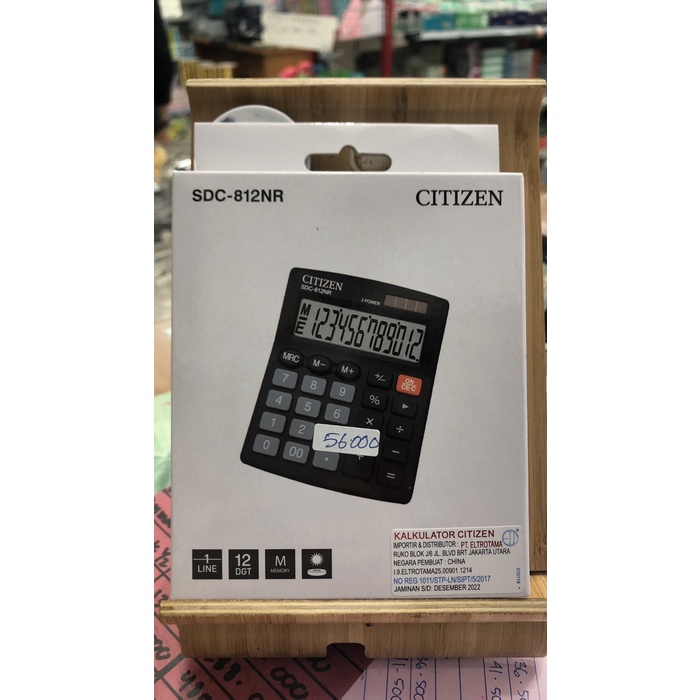 SDC-812NR
CITIZEN
CITIZEN
SDC-812NR
2 POWER
M
E
123456789012
MRC M− M+ +/− ON CE·C
7 8 9 % ▶
4 5 6 × ÷
1 2 −
0 00 · + =
56000
1
LINE
12
DGT
M
MEMORY
KALKULATOR CITIZEN
IMPORTIR & DISTRIBUTOR : PT. ELTROTAMA
RUKO BLOK J/6 JL. BLVD BRT JAKARTA UTARA
NEGARA PEMBUAT : CHINA
I.9.ELTROTAMA25.00901.1214
NO REG 1011/STP-LN/SIPT/5/2017
JAMINAN S/D: DESEMBER 2022